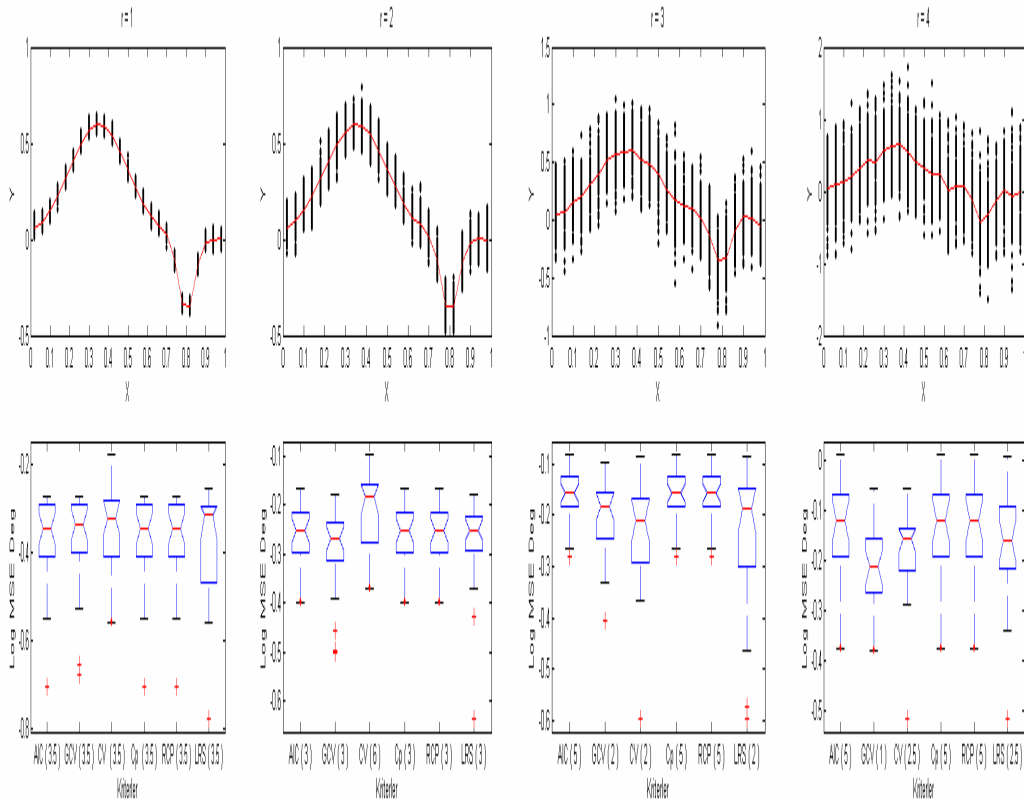 r=1
r=2
r=3
r=4
1
0.5
0
-0.5
Y
0 0.1 0.2 0.3 0.4 0.5 0.6 0.7 0.8 0.9 1
X
1
0.5
0
-0.5
Y
0 0.1 0.2 0.3 0.4 0.5 0.6 0.7 0.8 0.9 1
X
1.5
1
0.5
0
-0.5
-1
Y
0 0.1 0.2 0.3 0.4 0.5 0.6 0.7 0.8 0.9 1
X
2
1
0
-1
-2
Y
0 0.1 0.2 0.3 0.4 0.5 0.6 0.7 0.8 0.9 1
X
-0.2
-0.4
-0.6
-0.8
Log MSE Deg
AIC (3.5) GCV (3.5) CV (3.5) Cp (3.5) RCP (3.5) LRS (3.5)
Kriterler
-0.1
-0.2
-0.3
-0.4
-0.5
-0.6
Log MSE Deg
AIC (3) GCV (3) CV (6) Cp (3) RCP (3) LRS (3)
Kriterler
-0.1
-0.2
-0.3
-0.4
-0.5
-0.6
Log MSE Deg
AIC (5) GCV (2) CV (2) Cp (5) RCP (5) LRS (2)
Kriterler
0
-0.1
-0.2
-0.3
-0.4
-0.5
Log MSE Deg
AIC (5) GCV (1) CV (2.5) Cp (5) RCP (5) LRS (2.5)
Kriterler